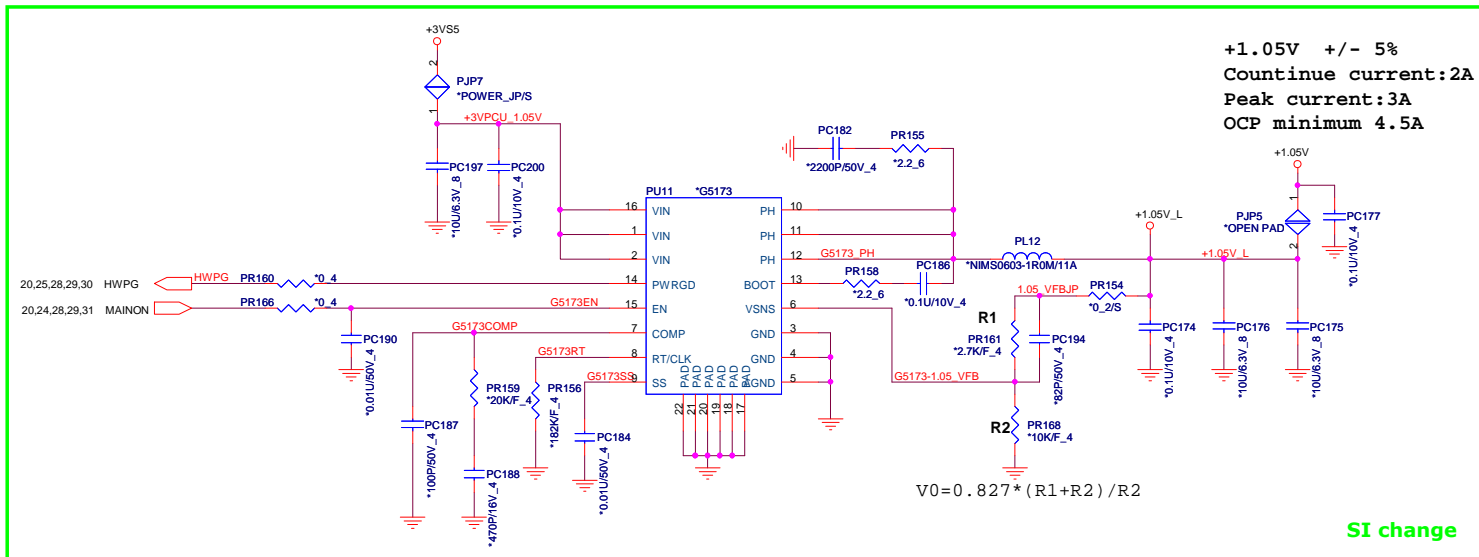 +3VS5
2
PJP7
*POWER_JP/S
1
+3VPCU_1.05V
PC197
*10U/6.3V_8
PC200
*0.1U/10V_4
+1.05V +/- 5%
Countinue current:2A
Peak current:3A
OCP minimum 4.5A
+1.05V
1
PJP5
*OPEN PAD
2
PC177
*0.1U/10V_4
PC182
*2200P/50V_4
PR155
*2.2_6
PU11
*G5173
16 VIN
1 VIN
2 VIN
14 PWRGD
15 EN
7 COMP
8 RT/CLK
9 SS
PH 10
PH 11
PH 12
BOOT 13
VSNS 6
GND 3
GND 4
AGND 5
PAD PAD PAD PAD PAD PAD
22 21 20 19 18 17
G5173_PH
PL12
*NIMS0603-1R0M/11A
+1.05V_L
+1.05V_L
PR158
*2.2_6
PC186
*0.1U/10V_4
20,25,28,29,30 HWPG
HWPG
PR160
*0_4
20,24,28,29,31 MAINON
PR166
*0_4
G5173EN
PC190
*0.01U/50V_4
G5173COMP
G5173RT
G5173SS
PR159
*20K/F_4
PR156
*182K/F_4
PC187
*100P/50V_4
PC188
*470P/16V_4
PC184
*0.01U/50V_4
1.05_VFBJP
PR154
*0_2/S
R1
PR161
*2.7K/F_4
PC194
*82P/50V_4
G5173-1.05_VFB
R2
PR168
*10K/F_4
PC174
*0.1U/10V_4
PC176
*10U/6.3V_8
PC175
*10U/6.3V_8
V0=0.827*(R1+R2)/R2
SI change